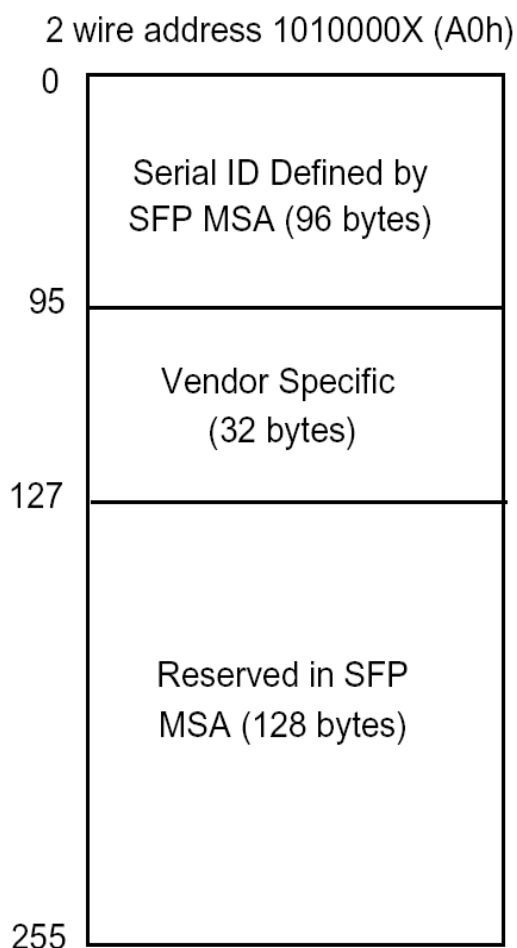 2 wire address 1010000X (A0h)
0
Serial ID Defined by
SFP MSA (96 bytes)
95
Vendor Specific
(32 bytes)
127
Reserved in SFP
MSA (128 bytes)
255